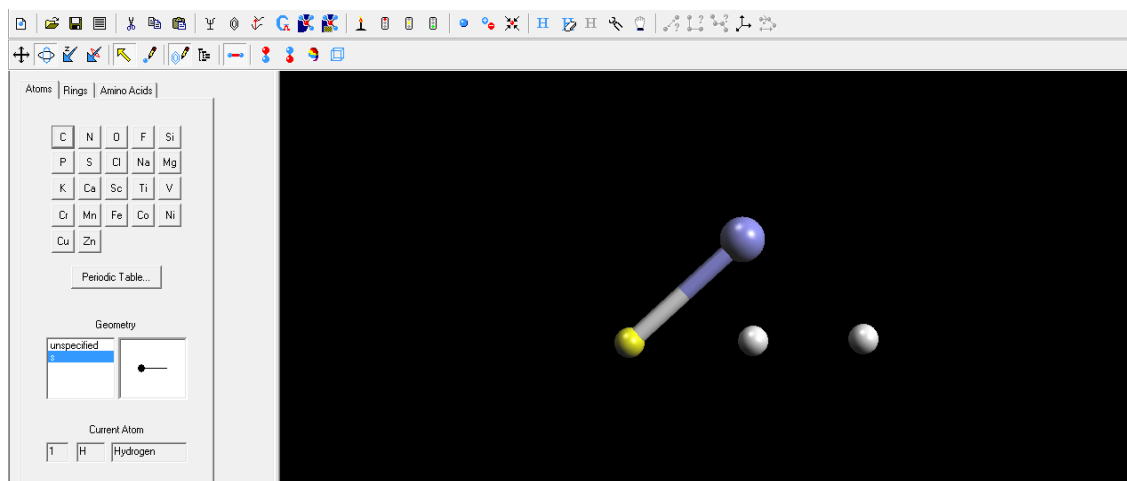 Atoms Rings Amino Acids
C N O F Si
P S Cl Na Mg
K Ca Sc Ti V
Cr Mn Fe Co Ni
Cu Zn
Periodic Table...
Geometry
unspecified
s
Current Atom
1 H Hydrogen